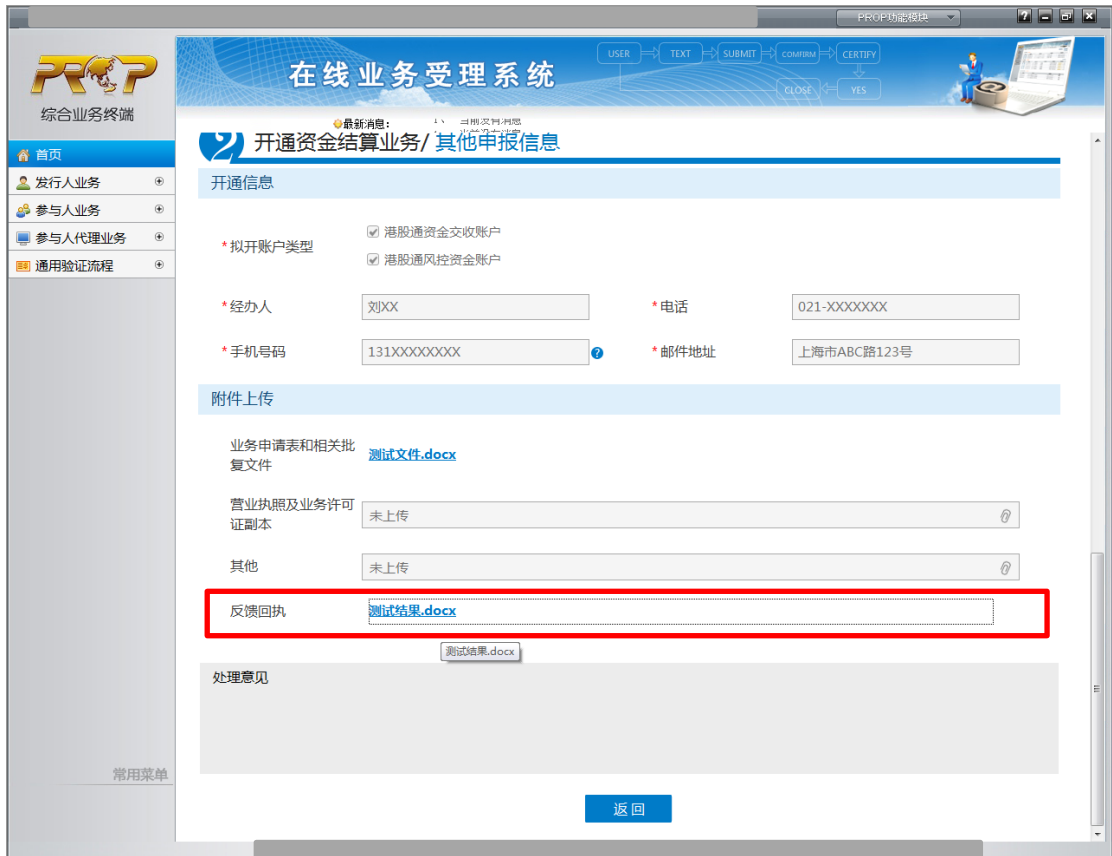 PROP功能模块
PROP
综合业务终端
在线业务受理系统
USER
TEXT
SUBMIT
COMFIRM
CERTIFY
CLOSE
YES
最新消息：
当前没有消息
首页
发行人业务
参与人业务
参与人代理业务
通用验证流程
常用菜单
2 开通资金结算业务/ 其他申报信息
开通信息
*拟开账户类型
港股通资金交收账户
港股通风控资金账户
*经办人 刘XX *电话 021-XXXXXXX
*手机号码 131XXXXXXXX ? *邮件地址 上海市ABC路123号
附件上传
业务申请表和相关批
复文件
测试文件.docx
营业执照及业务许可
证副本
未上传
其他 未上传
反馈回执 测试结果.docx
测试结果.docx
处理意见
返回